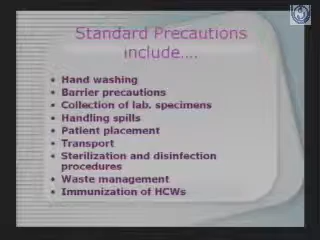 Standard Precautions
include....
• Hand washing
• Barrier precautions
• Collection of lab. specimens
• Handling spills
• Patient placement
• Transport
• Sterilization and disinfection
procedures
• Waste management
• Immunization of HCWs